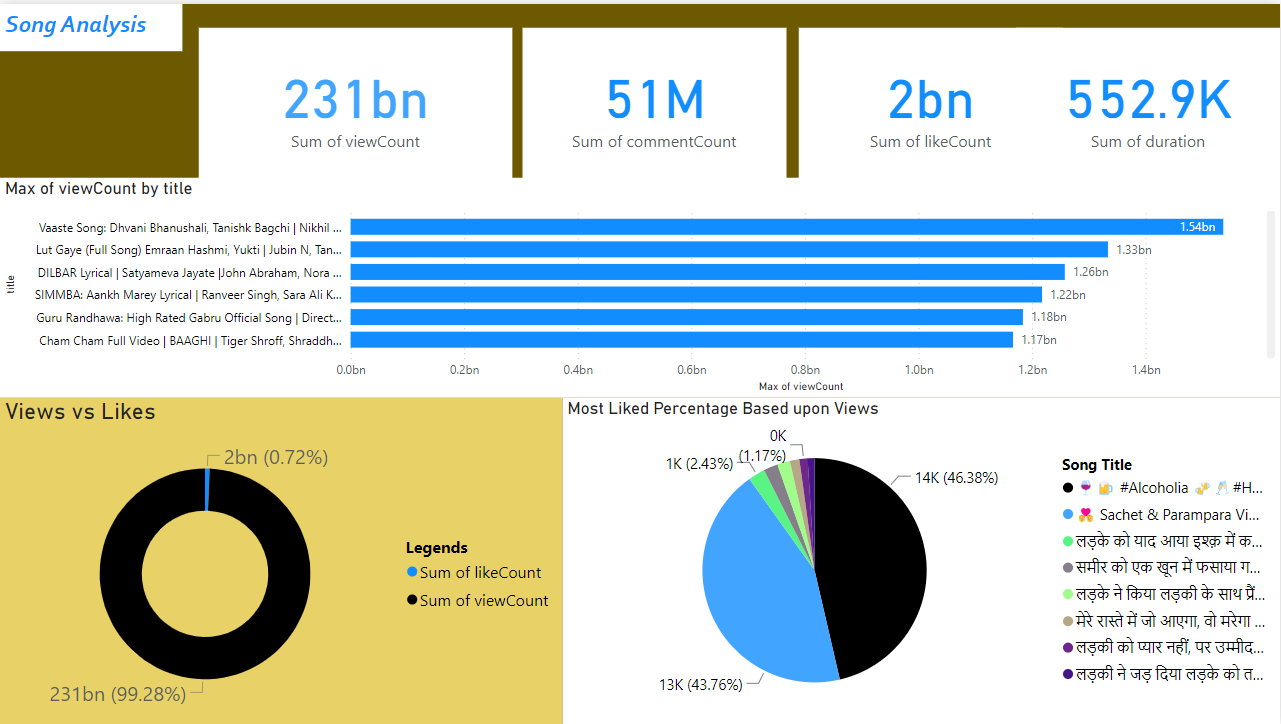 Song Analysis
231bn
Sum of viewCount
51M
Sum of commentCount
2bn
Sum of likeCount
552.9K
Sum of duration
Max of viewCount by title
title
Vaaste Song: Dhvani Bhanushali, Tanishk Bagchi | Nikhil ...
1.54bn
Lut Gaye (Full Song) Emraan Hashmi, Yukti | Jubin N, Tan...
1.33bn
DILBAR Lyrical | Satyameva Jayate |John Abraham, Nora ...
1.26bn
SIMMBA: Aankh Marey Lyrical | Ranveer Singh, Sara Ali K...
1.22bn
Guru Randhawa: High Rated Gabru Official Song | Direct...
1.18bn
Cham Cham Full Video | BAAGHI | Tiger Shroff, Shraddh...
1.17bn
0.0bn 0.2bn 0.4bn 0.6bn 0.8bn 1.0bn 1.2bn 1.4bn
Max of viewCount
Views vs Likes
2bn (0.72%)
231bn (99.28%)
Legends
Sum of likeCount
Sum of viewCount
Most Liked Percentage Based upon Views
0K
(1.17%)
1K (2.43%)
14K (46.38%)
13K (43.76%)
Song Title
🍷 🍺 #Alcoholia 🍻 🥂 #H...
💑 Sachet & Parampara Vi...
लड़के को याद आया इश्क़ में क...
समीर को एक खून में फसाया ग...
लड़के ने किया लड़की के साथ प्रैं...
मेरे रास्ते में जो आएगा, वो मरेगा ...
लड़की को प्यार नहीं, पर उम्मीद...
लड़की ने जड़ दिया लड़के को त...